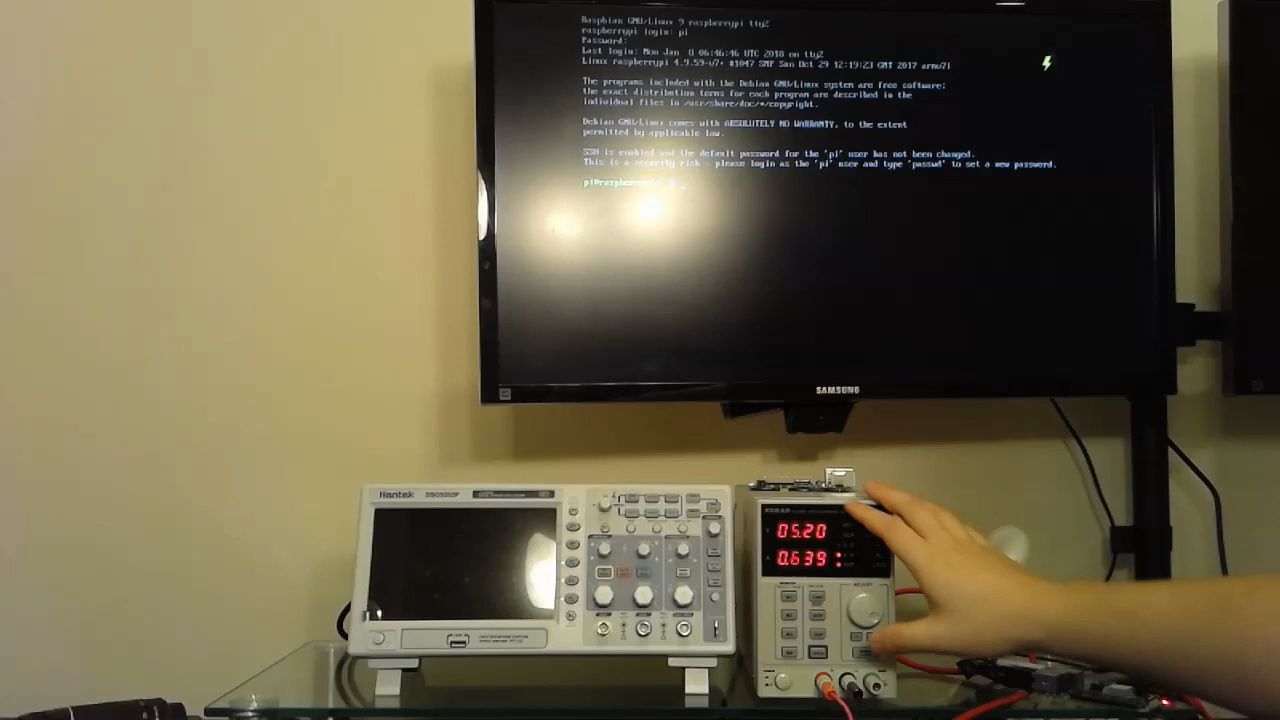 Raspbian GNU/Linux 9 raspberrypi tty2
raspberrypi login: pi
Password:
Last login: Mon Jan  8 06:46:46 UTC 2018 on tty2
Linux raspberrypi 4.9.59-v7+ #1047 SMP Sun Oct 29 12:19:23 GMT 2017 armv7l
The programs included with the Debian GNU/Linux system are free software;
the exact distribution terms for each program are described in the
individual files in /usr/share/doc/*/copyright.
Debian GNU/Linux comes with ABSOLUTELY NO WARRANTY, to the extent
permitted by applicable law.
SSH is enabled and the default password for the 'pi' user has not been changed.
This is a security risk - please login as the 'pi' user and type 'passwd' to set a new password.
pi@raspberrypi
SAMSUNG
Hantek DSO5202P
KORAD
05.20
0.639